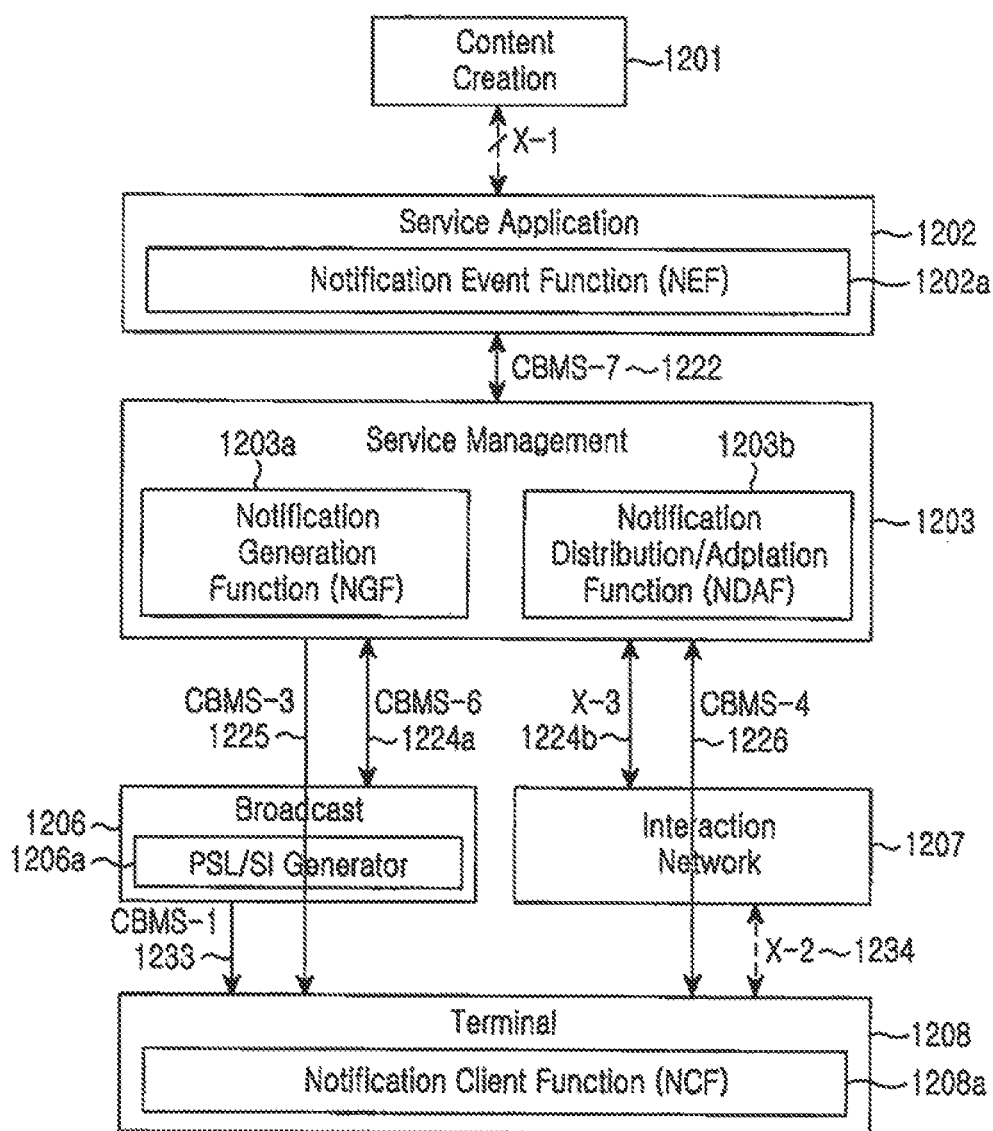 Content
Creation
1201
X-1
Service Application
1202
Notification Event Function (NEF)
1202a
CBMS-7
1222
1203a
Service Management
1203b
Notification
Generation
Function (NGF)
Notification
Distribution/Adptation
Function (NDAF)
1203
CBMS-3
1225
CBMS-6
1224a
X-3
1224b
CBMS-4
1226
1206
Broadcast
1206a
PSL/SI Generator
Interaction
Network
1207
CBMS-1
1233
X-2
1234
Terminal
1208
Notification Client Function (NCF)
1208a